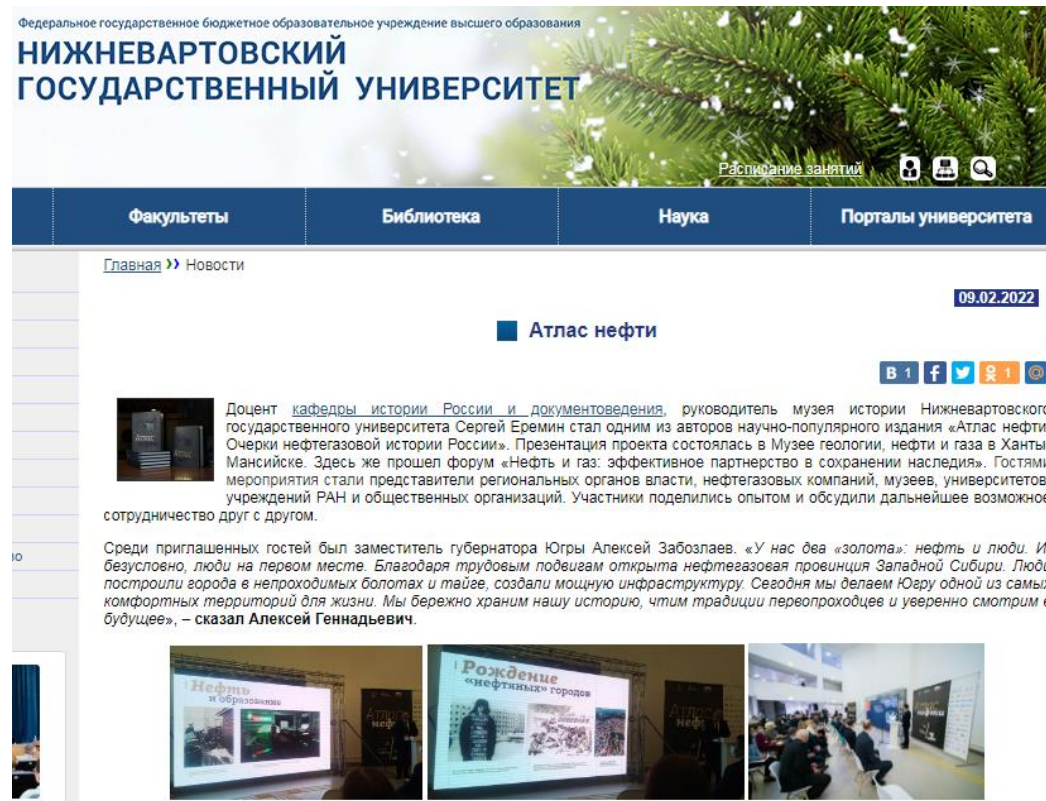 Федеральное государственное бюджетное образовательное учреждение высшего образования
НИЖНЕВАРТОВСКИЙ
ГОСУДАРСТВЕННЫЙ УНИВЕРСИТЕТ
Расписание занятий
Факультеты Библиотека Наука Порталы университета
Главная Новости
09.02.2022
Атлас нефти
B 1 f 1 @
Доцент кафедры истории России и документоведения, руководитель музея истории Нижневартовского
государственного университета Сергей Еремин стал одним из авторов научно-популярного издания «Атлас нефти
Очерки нефтегазовой истории России». Презентация проекта состоялась в Музее геологии, нефти и газа в Ханты-
Мансийске. Здесь же прошел форум «Нефть и газ: эффективное партнерство в сохранении наследия». Гостями
мероприятия стали представители региональных органов власти, нефтегазовых компаний, музеев, университетов
учреждений РАН и общественных организаций. Участники поделились опытом и обсудили дальнейшее возможное
сотрудничество друг с другом.
Среди приглашенных гостей был заместитель губернатора Югры Алексей Забозлаев. «У нас два «золота»: нефть и люди. И
безусловно, люди на первом месте. Благодаря трудовым подвигам открыта нефтегазовая провинция Западной Сибири. Люди
построили города в непроходимых болотах и тайге, создали мощную инфраструктуру. Сегодня мы делаем Югру одной из самых
комфортных территорий для жизни. Мы бережно храним нашу историю, чтим традиции первопроходцев и уверенно смотрим в
будущее», – сказал Алексей Геннадьевич.
Нефть
и образование
Атлас
нефти
Рождение
«нефтяных» городов
Атлас
нефти
Атлас